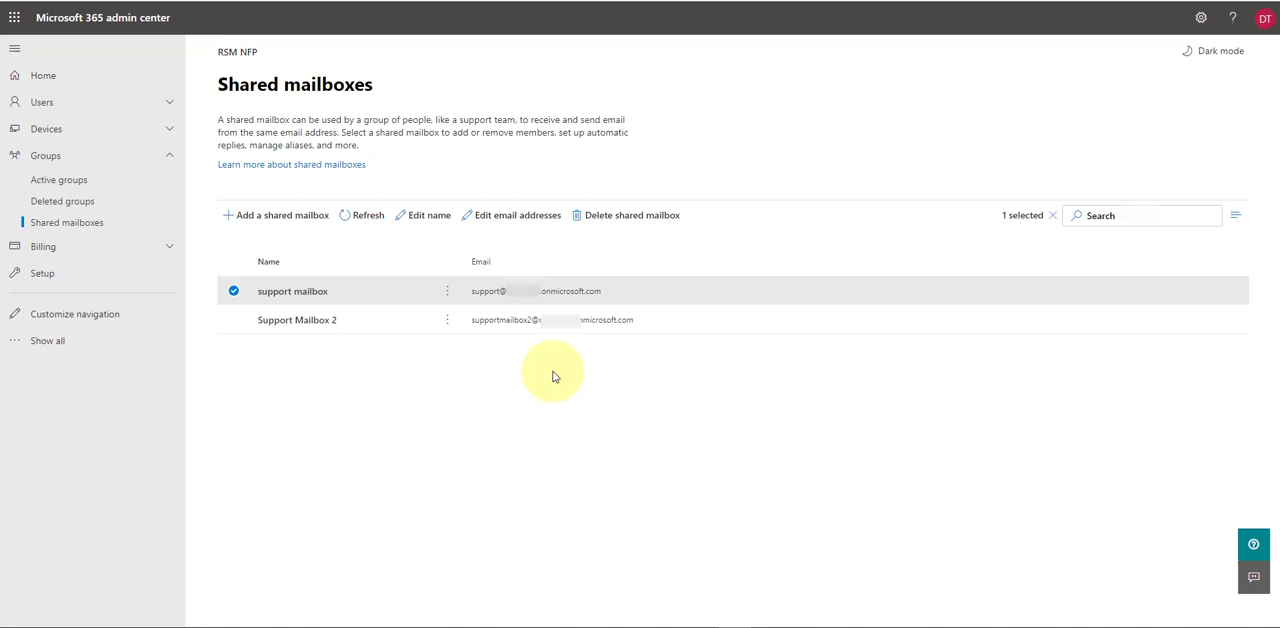 Microsoft 365 admin center
?
DT
RSM NFP
Dark mode
Home
Users
Devices
Groups
Active groups
Deleted groups
Shared mailboxes
Billing
Setup
Customize navigation
Show all
Shared mailboxes
A shared mailbox can be used by a group of people, like a support team, to receive and send email
from the same email address. Select a shared mailbox to add or remove members, set up automatic
replies, manage aliases, and more.
Learn more about shared mailboxes
Add a shared mailbox Refresh Edit name Edit email addresses Delete shared mailbox 1 selected Search
Name Email
support mailbox support@ .onmicrosoft.com
Support Mailbox 2 supportmailbox2@ microsoft.com